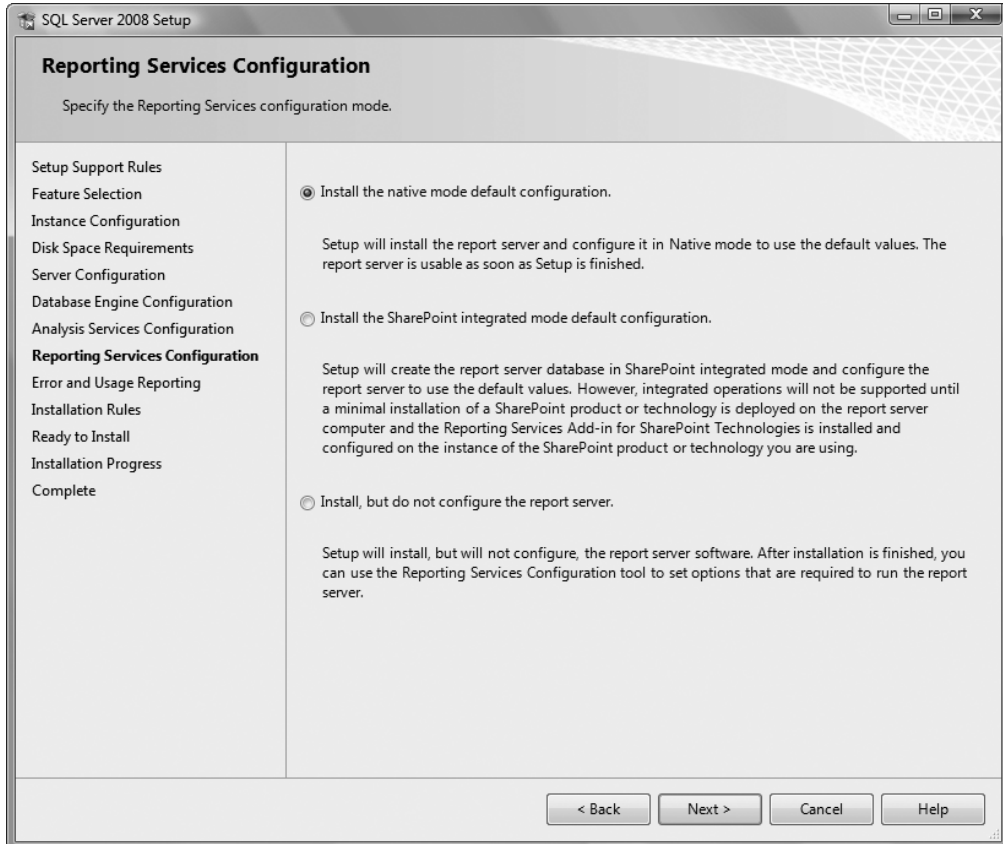 SQL Server 2008 Setup
Reporting Services Configuration
Specify the Reporting Services configuration mode.
Setup Support Rules
Feature Selection
Instance Configuration
Disk Space Requirements
Server Configuration
Database Engine Configuration
Analysis Services Configuration
Reporting Services Configuration
Error and Usage Reporting
Installation Rules
Ready to Install
Installation Progress
Complete
Install the native mode default configuration.
Setup will install the report server and configure it in Native mode to use the default values. The
report server is usable as soon as Setup is finished.
Install the SharePoint integrated mode default configuration.
Setup will create the report server database in SharePoint integrated mode and configure the
report server to use the default values. However, integrated operations will not be supported until
a minimal installation of a SharePoint product or technology is deployed on the report server
computer and the Reporting Services Add-in for SharePoint Technologies is installed and
configured on the instance of the SharePoint product or technology you are using.
Install, but do not configure the report server.
Setup will install, but will not configure, the report server software. After installation is finished, you
can use the Reporting Services Configuration tool to set options that are required to run the report
server.
< Back
Next >
Cancel
Help